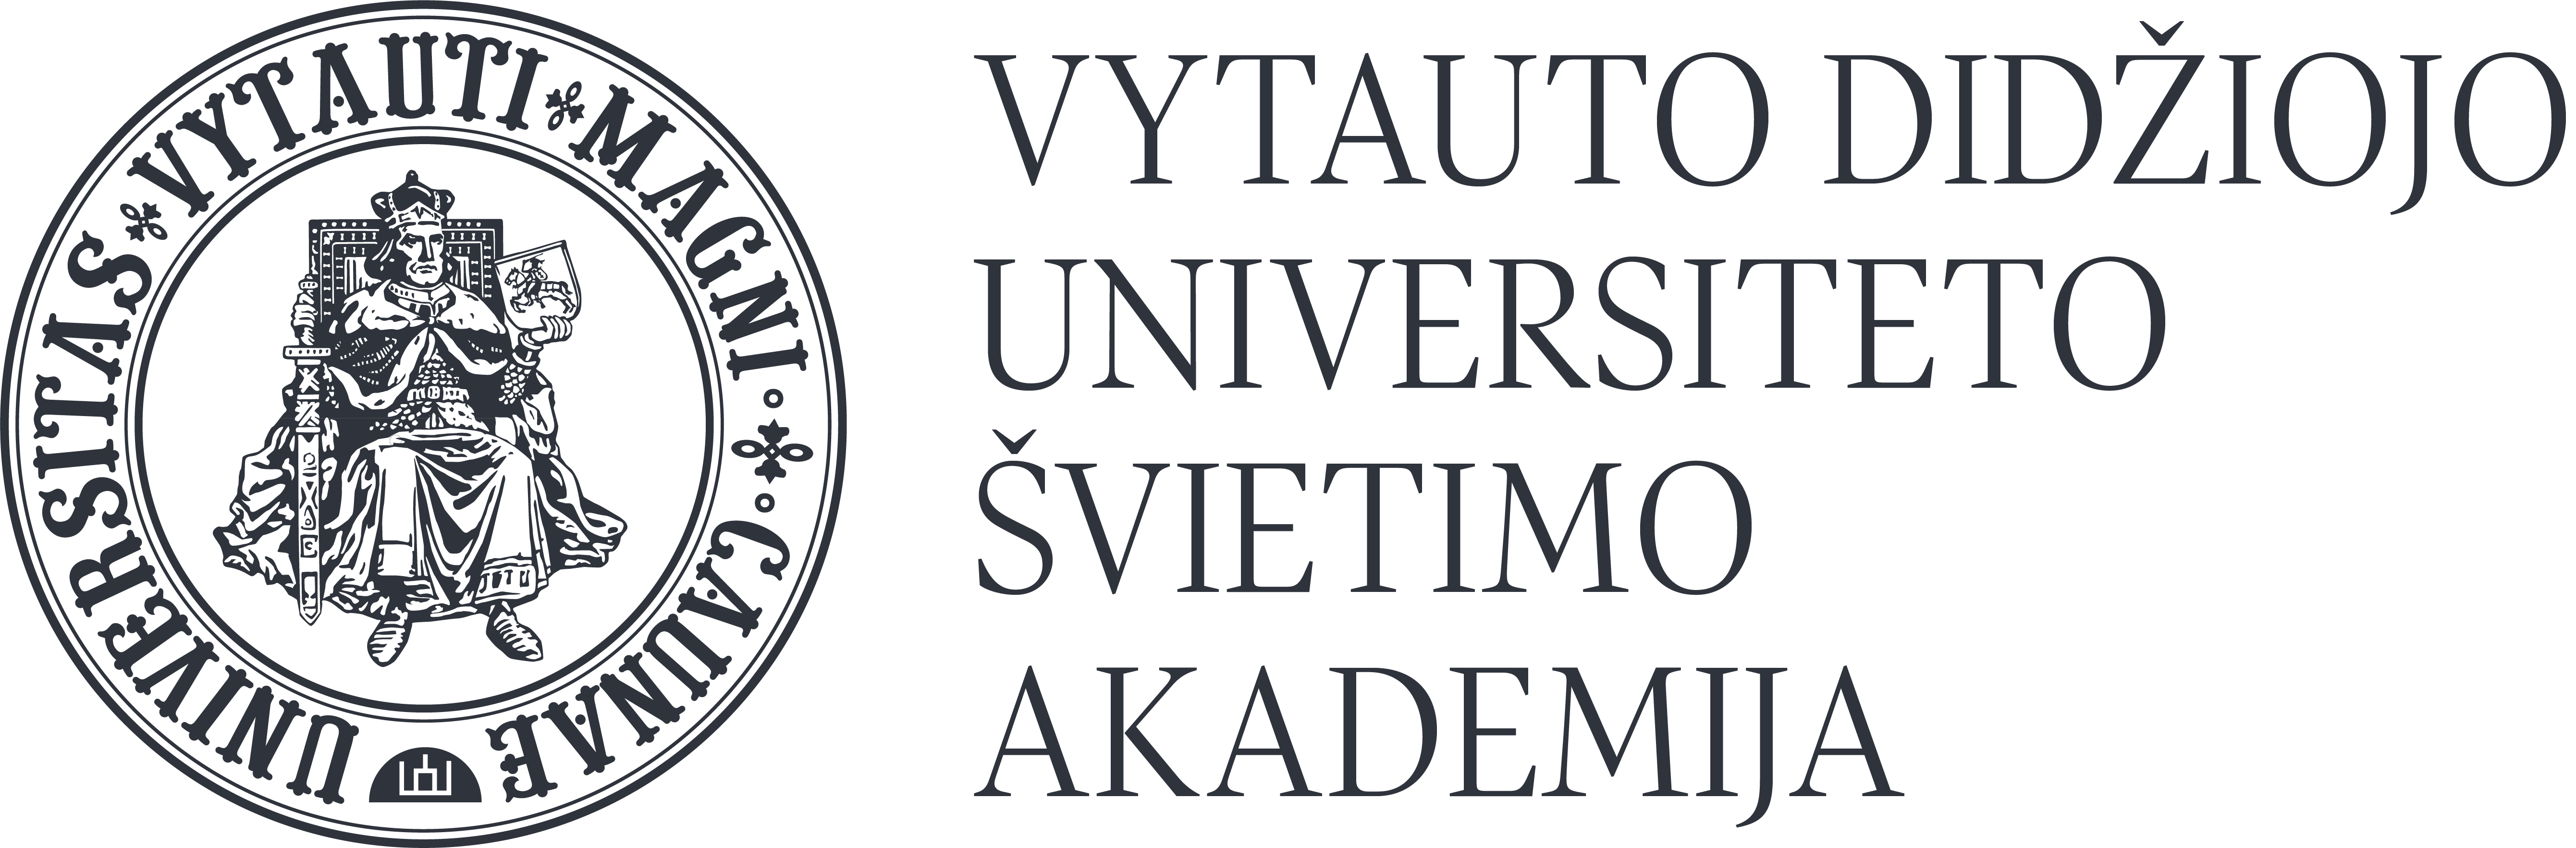 UNIVERSITAS VYTAUTI MAGNI CAUNAE
VYTAUTO DIDŽIOJO
UNIVERSITETO
ŠVIETIMO
AKADEMIJA